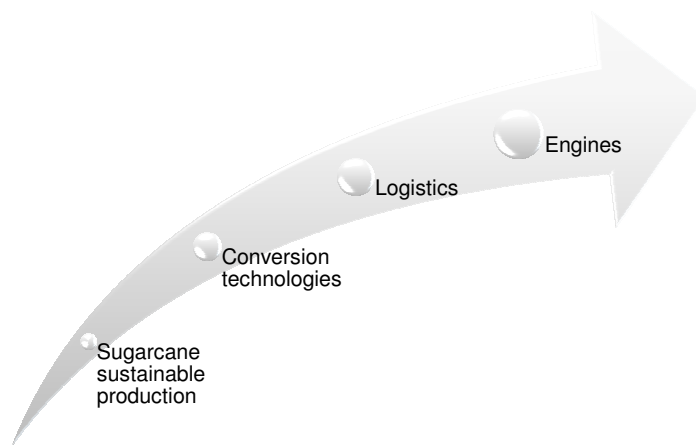 Engines
Logistics
Conversion
technologies
Sugarcane
sustainable
production